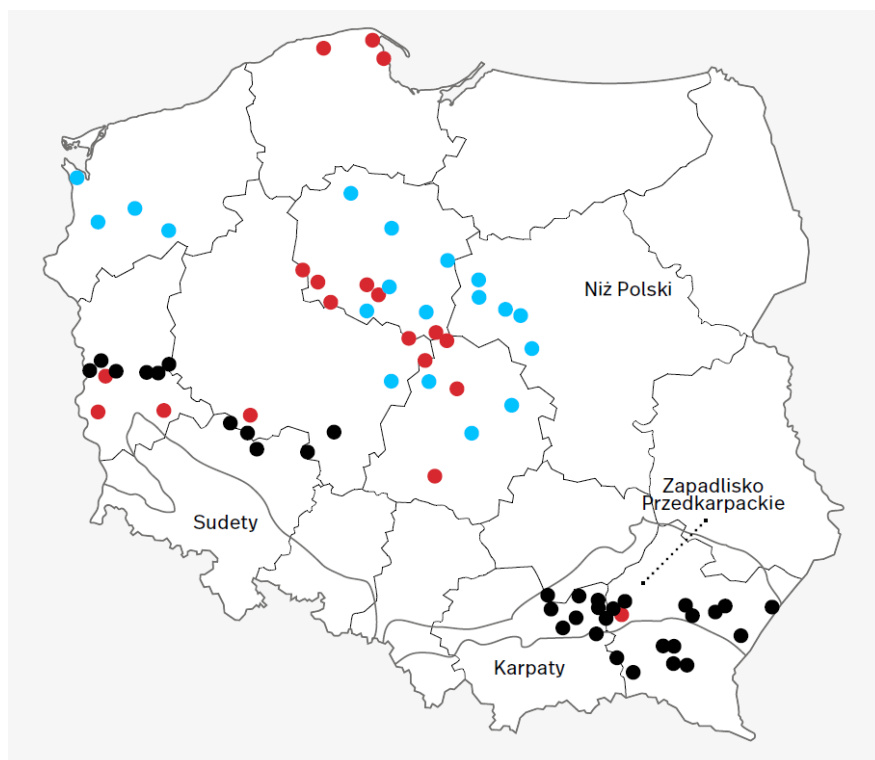 Niż Polski
Zapadlisko
Przedkarpackie
Sudety
Karpaty